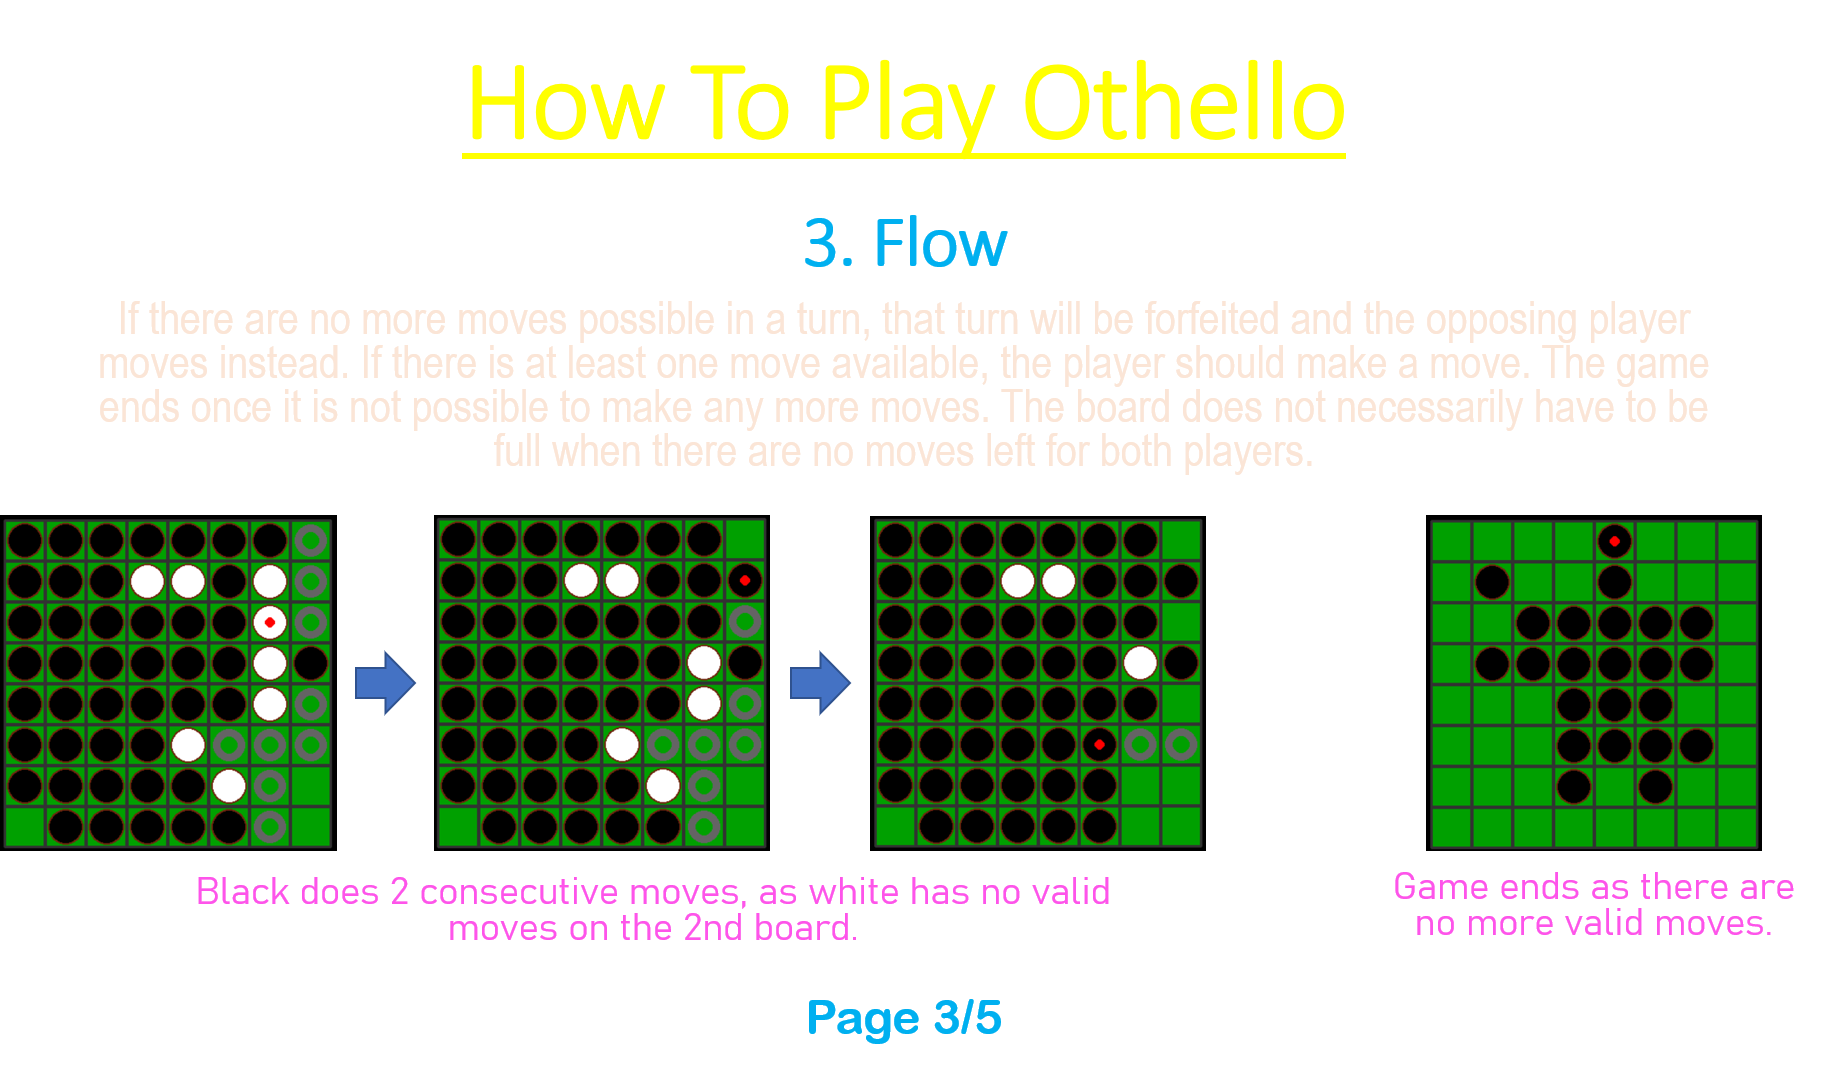 How To Play Othello
3. Flow
If there are no more moves possible in a turn, that turn will be forfeited and the opposing player
moves instead. If there is at least one move available, the player should make a move. The game
ends once it is not possible to make any more moves. The board does not necessarily have to be
full when there are no moves left for both players.
Black does 2 consecutive moves, as white has no valid
moves on the 2nd board.
Game ends as there are
no more valid moves.
Page 3/5